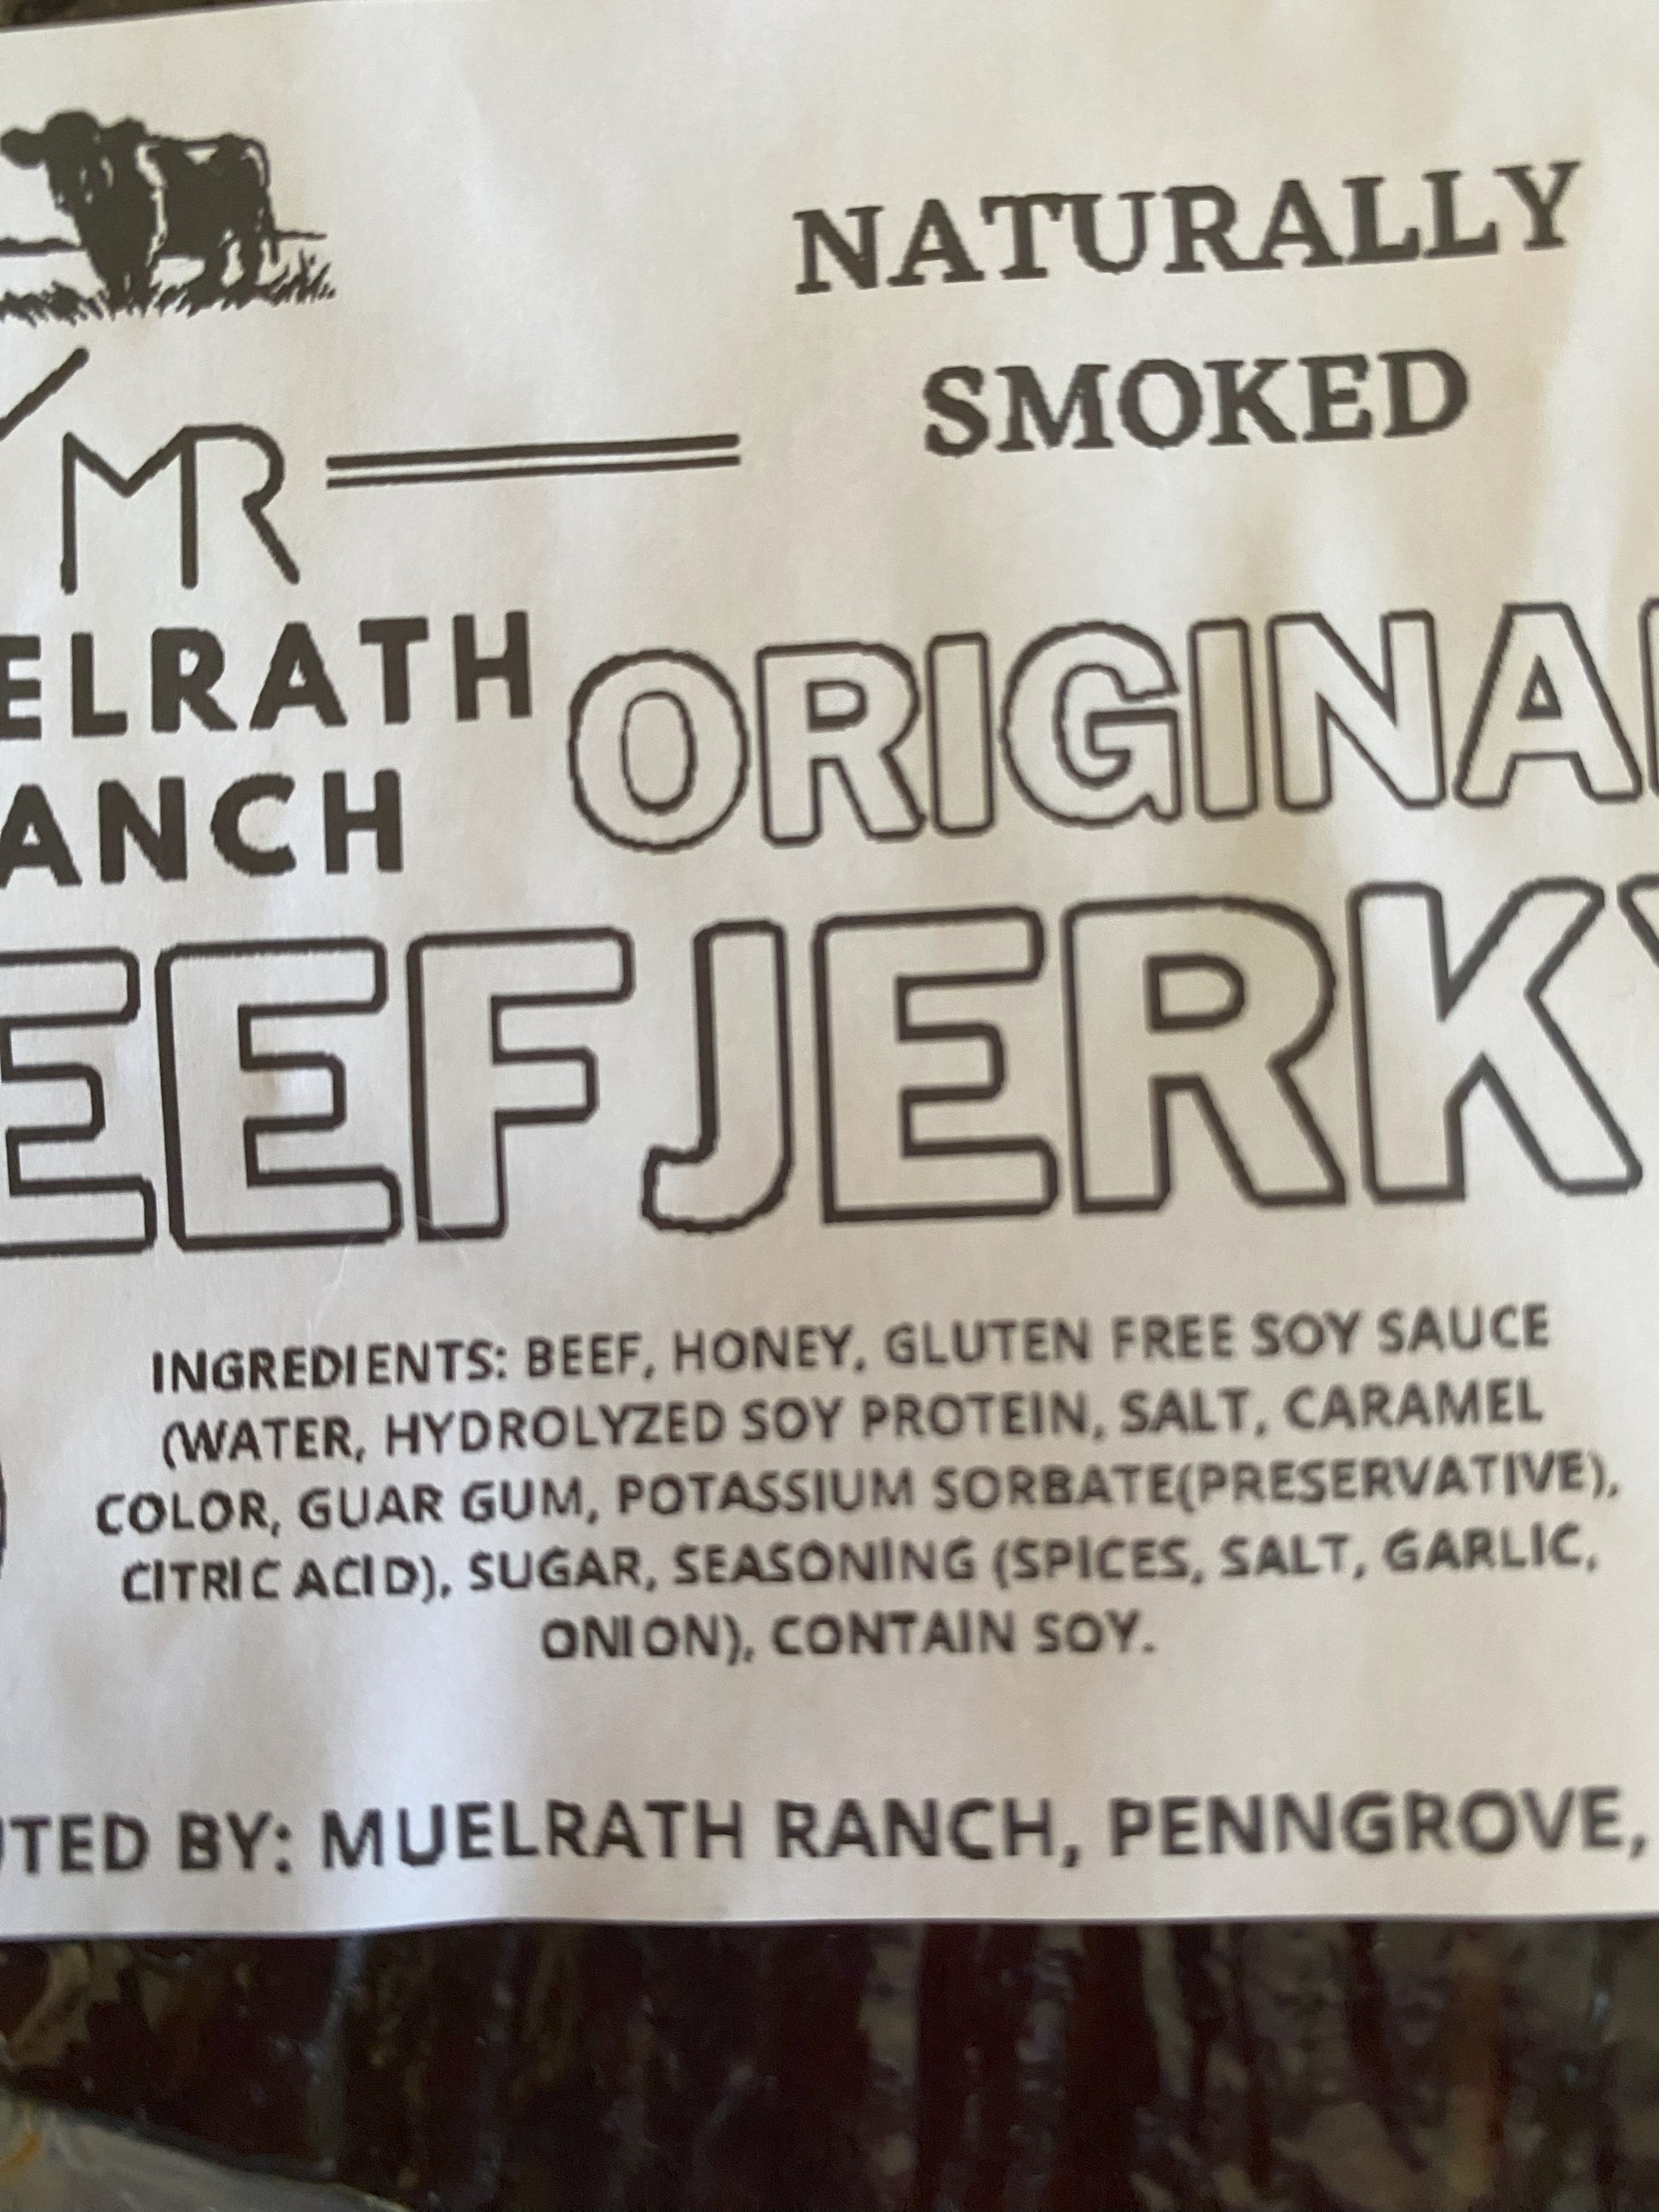 NATURALLY
SMOKED
MR
ELRATH
ANCH
ORIGINAL
EEF JERKY
INGREDIENTS: BEEF, HONEY, GLUTEN FREE SOY SAUCE
(WATER, HYDROLYZED SOY PROTEIN, SALT, CARAMEL
COLOR, GUAR GUM, POTASSIUM SORBATE(PRESERVATIVE),
CITRIC ACID), SUGAR, SEASONING (SPICES, SALT, GARLIC,
ONION), CONTAIN SOY.
TED BY: MUELRATH RANCH, PENNGROVE,